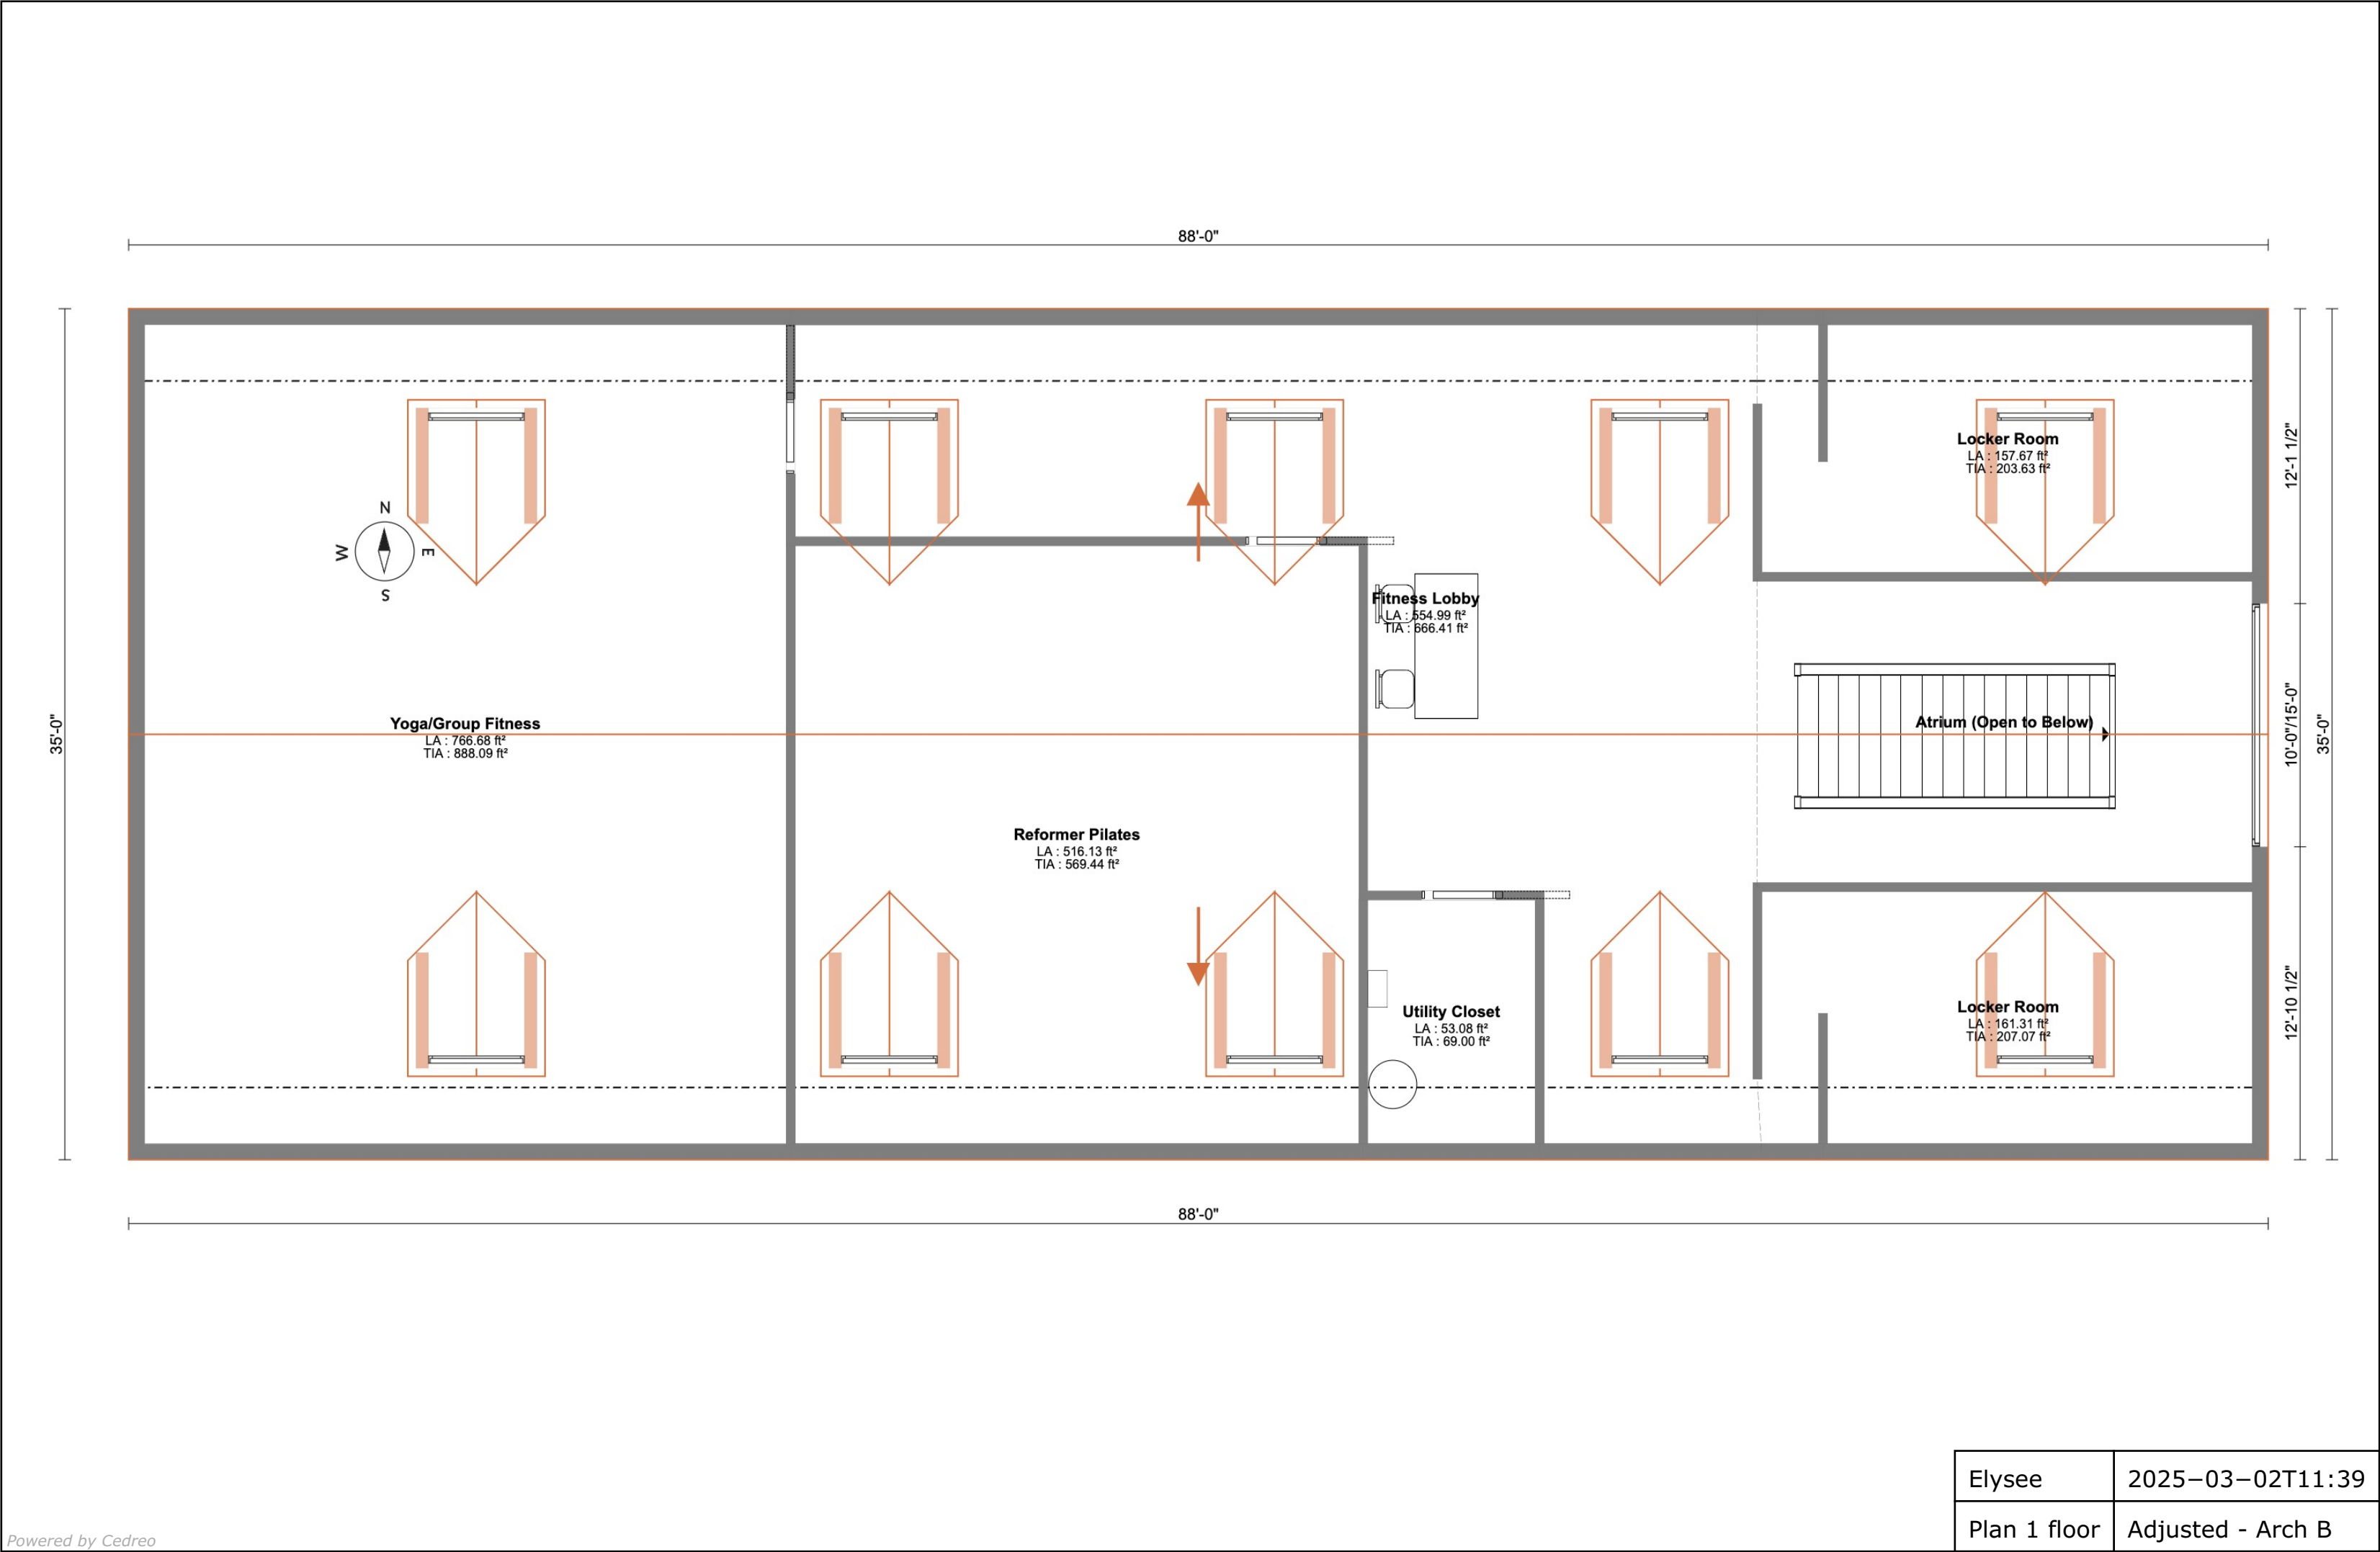 88'-0"
35'-0"
N
W
E
S
Yoga/Group Fitness
LA : 766.68 ft²
TIA : 888.09 ft²
Reformer Pilates
LA : 516.13 ft²
TIA : 569.44 ft²
Fitness Lobby
LA : 554.99 ft²
TIA : 666.41 ft²
Utility Closet
LA : 53.08 ft²
TIA : 69.00 ft²
Locker Room
LA : 157.67 ft²
TIA : 203.63 ft²
Atrium (Open to Below)
Locker Room
LA : 161.31 ft²
TIA : 207.07 ft²
12'-1 1/2"
10'-0"/15'-0"
12'-10 1/2"
35'-0"
88'-0"
Elysee
2025−03−02T11:39
Plan 1 floor
Adjusted - Arch B
Powered by Cedreo